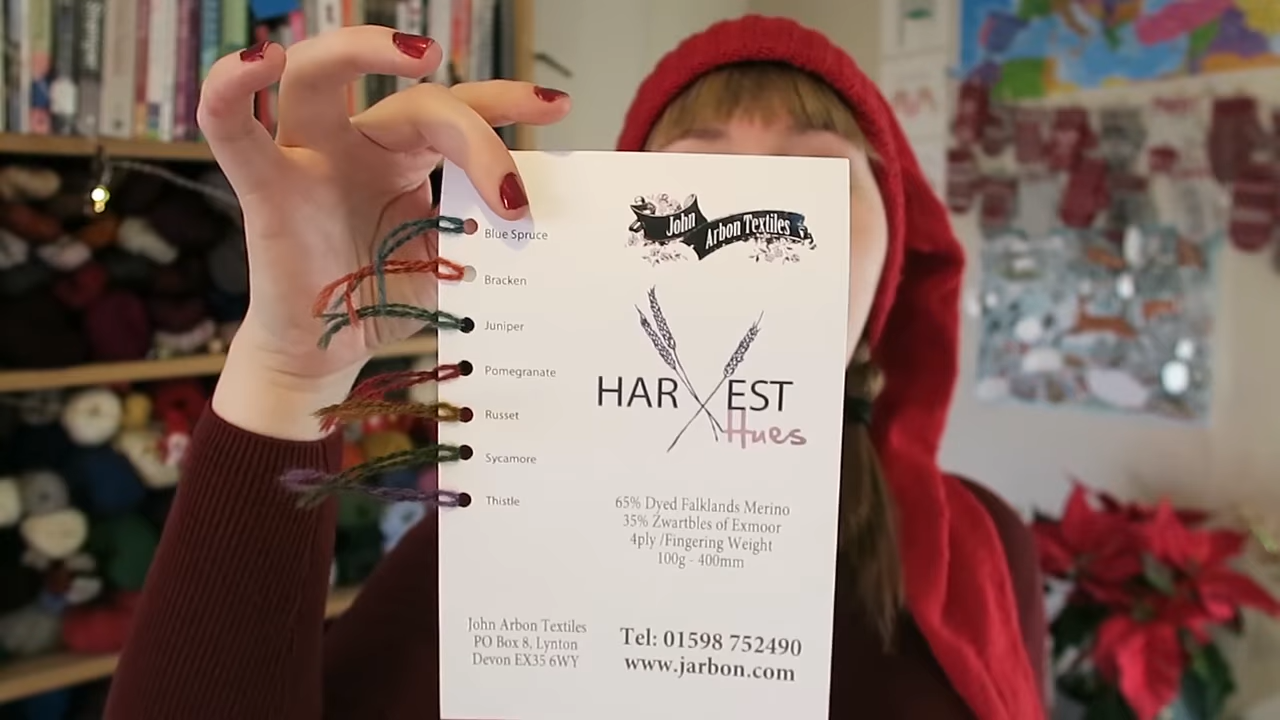 John Arbon Textiles
Blue Spruce
Bracken
Juniper
Pomegranate
Russet
Sycamore
Thistle
HARVEST
Hues
65% Dyed Falklands Merino
35% Zwartbles of Exmoor
4ply /Fingering Weight
100g - 400mm
John Arbon Textiles
PO Box 8, Lynton
Devon EX35 6WY
Tel: 01598 752490
www.jarbon.com